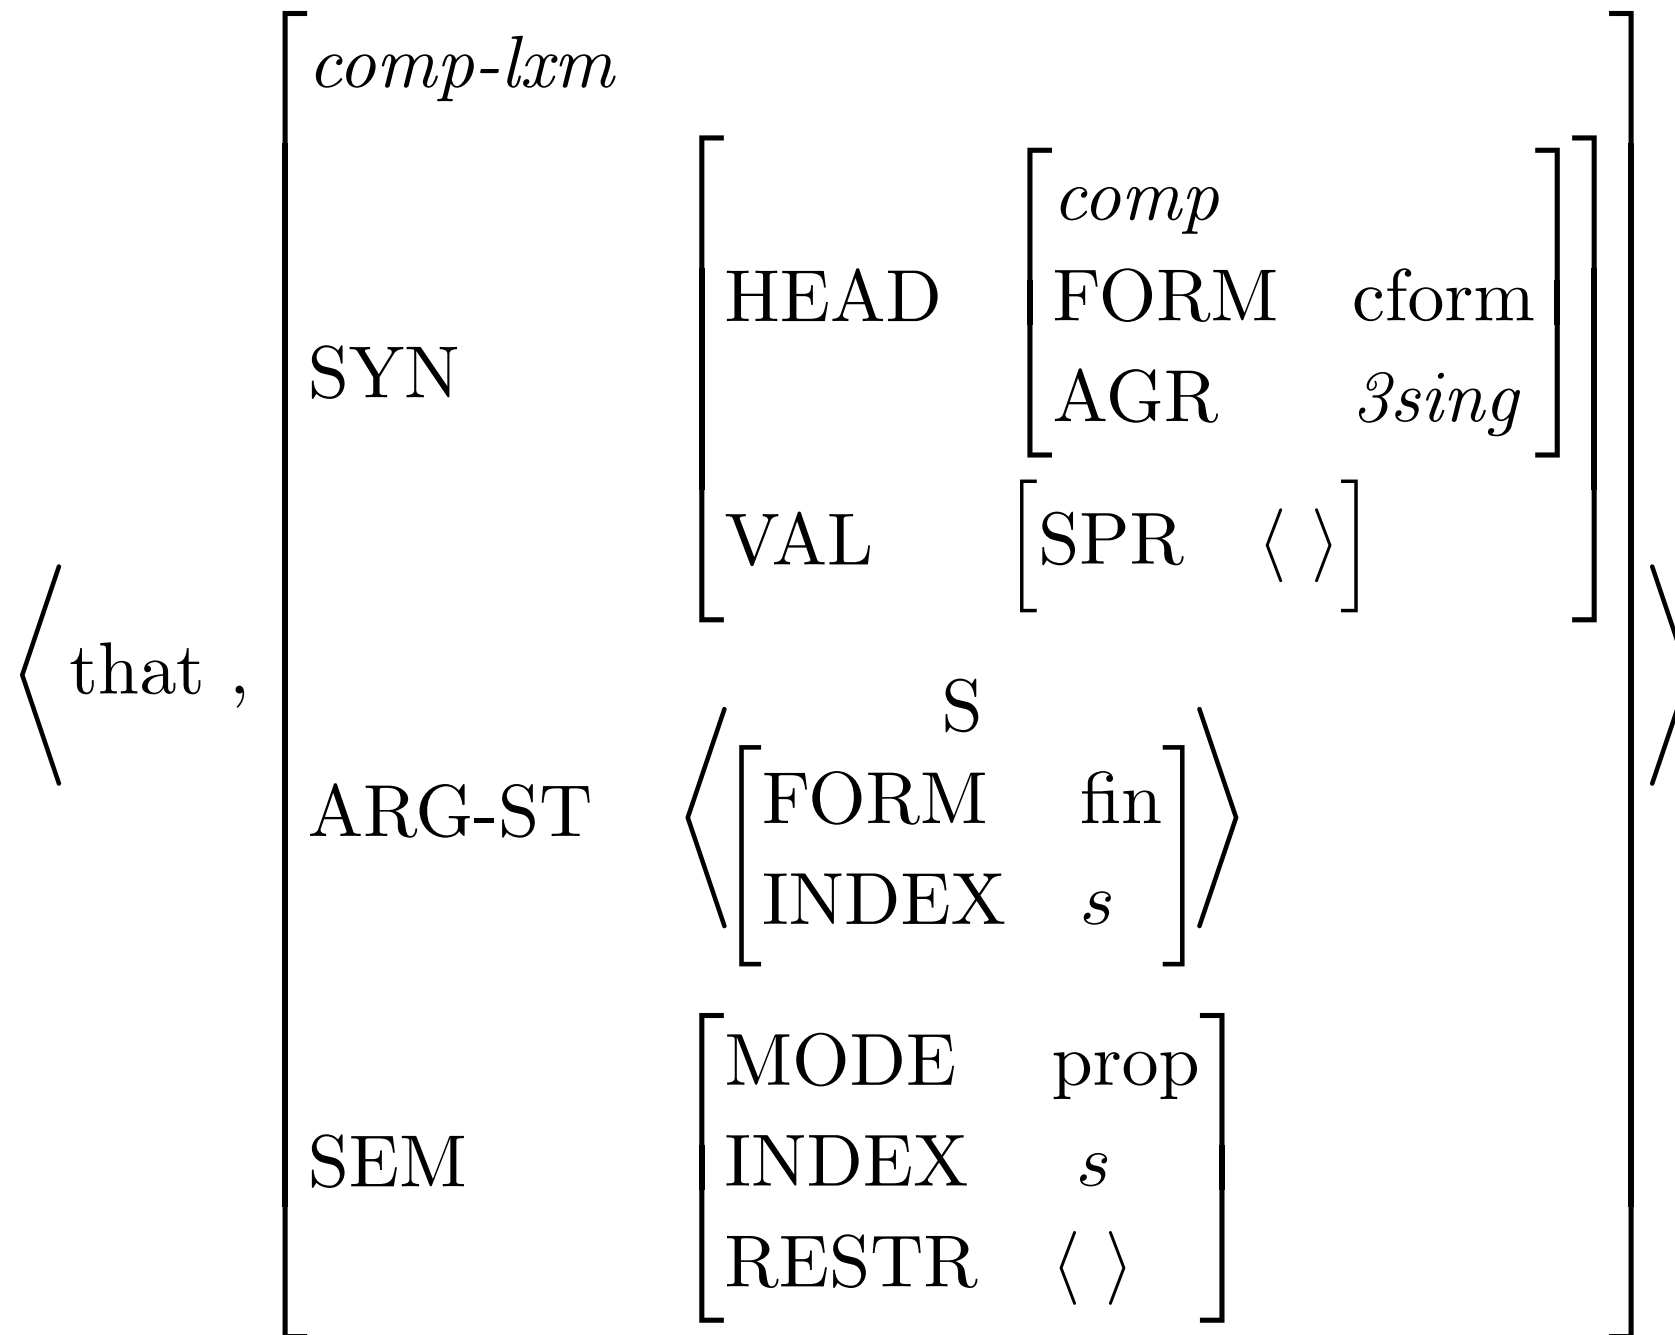 comp-lxm
comp
HEAD FORM cform
SYN AGR 3sing
VAL [SPR ⟨ ⟩]
⟨that ,
S
ARG-ST ⟨[FORM fin
INDEX s]⟩
MODE prop
SEM INDEX s
RESTR ⟨ ⟩